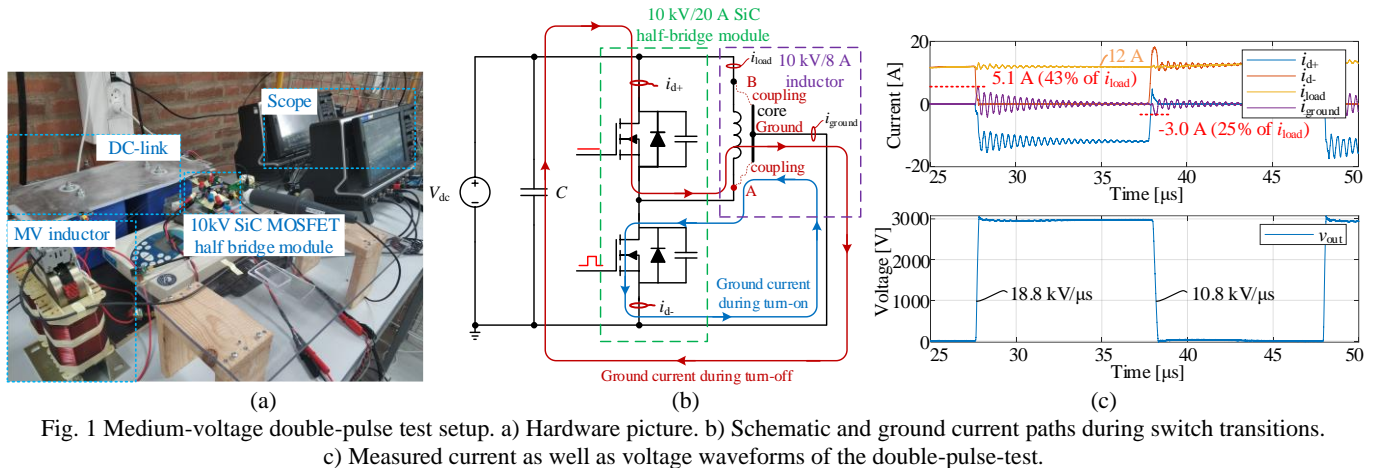 Scope
DC-link
10kV SiC MOSFET
half bridge module
MV inductor
(a)
10 kV/20 A SiC
half-bridge module
10 kV/8 A
inductor
i_load
i_d+
B
coupling
core
Ground
i_ground
coupling
A
V_dc
C
Ground current
during turn-on
i_d-
Ground current during turn-off
(b)
(c)
20
0
-20
Current [A]
12 A
5.1 A (43% of i_load)
-3.0 A (25% of i_load)
i_d+
i_d-
i_load
i_ground
25 30 35 40 45 50
Time [μs]
3000
2000
1000
0
Voltage [V]
v_out
18.8 kV/μs
10.8 kV/μs
25 30 35 40 45 50
Time [μs]
Fig. 1 Medium-voltage double-pulse test setup. a) Hardware picture. b) Schematic and ground current paths during switch transitions.
c) Measured current as well as voltage waveforms of the double-pulse-test.